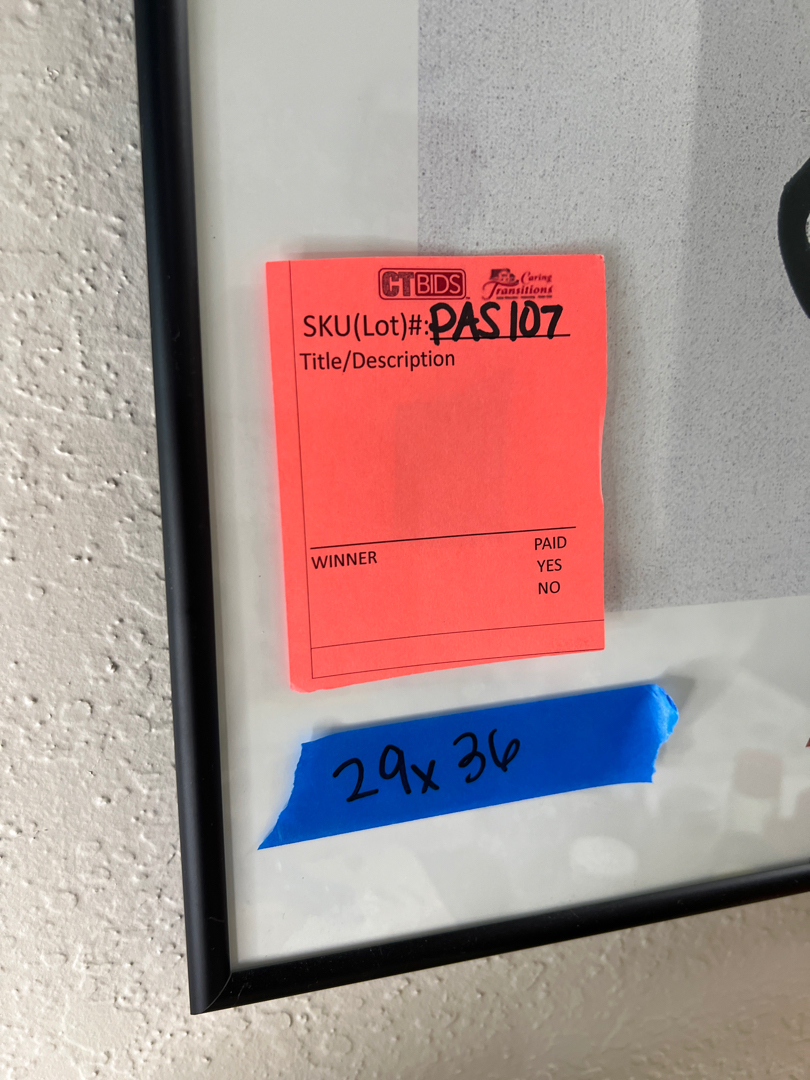 CTBIDS Caring Transitions
SKU(Lot)#: PAS107
Title/Description
WINNER PAID
YES
NO
29x36